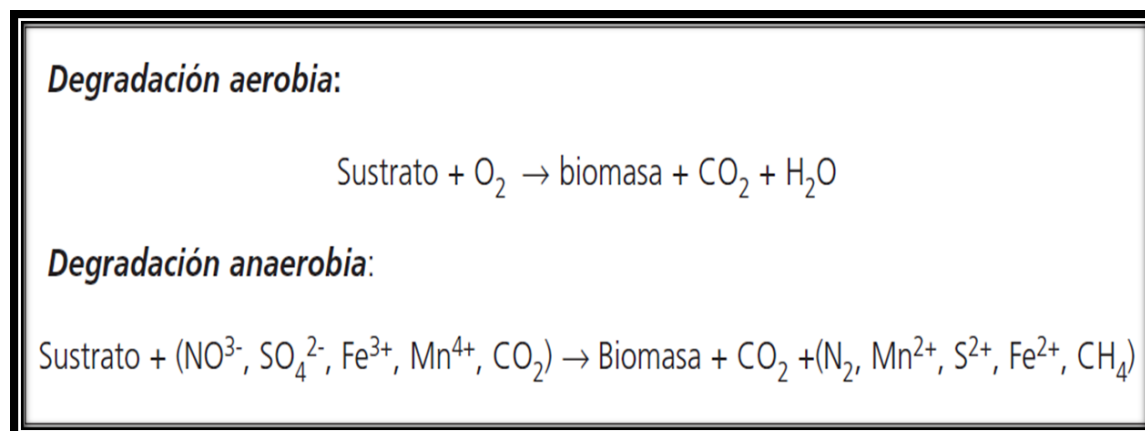 Degradación aerobia:
Sustrato + O₂ → biomasa + CO₂ + H₂O
Degradación anaerobia:
Sustrato + (NO³⁻, SO₄²⁻, Fe³⁺, Mn⁴⁺, CO₂) → Biomasa + CO₂ +(N₂, Mn²⁺, S²⁺, Fe²⁺, CH₄)